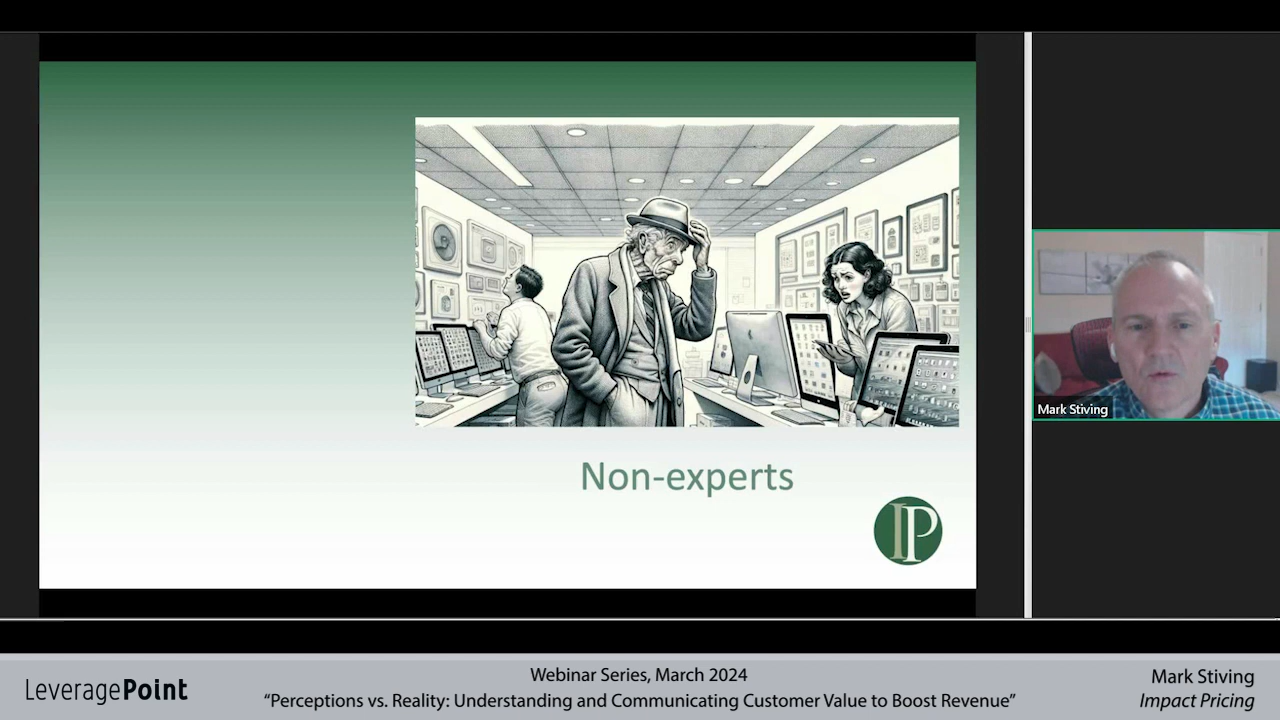 Non-experts
IP
Mark Stiving
LeveragePoint
Webinar Series, March 2024
“Perceptions vs. Reality: Understanding and Communicating Customer Value to Boost Revenue”
Mark Stiving
Impact Pricing